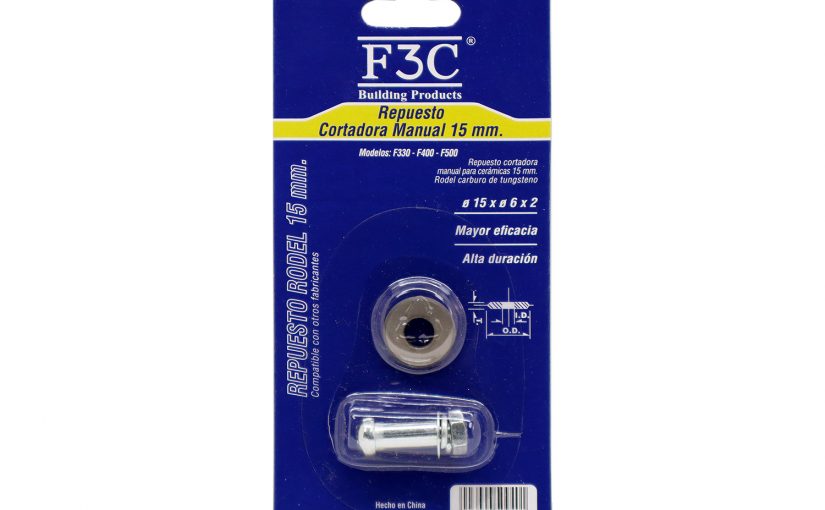 F3C®
Building Products
Repuesto
Cortadora Manual 15 mm.
Modelos: F330 - F400 - F500
Repuesto cortadora
manual para cerámicas 15 mm.
Rodel carburo de tungsteno
ø 15 x ø 6 x 2
Mayor eficacia
Alta duración
T
I.D.
O.D.
REPUESTO RODEL 15 mm.
Compatible con otros fabricantes
Hecho en China